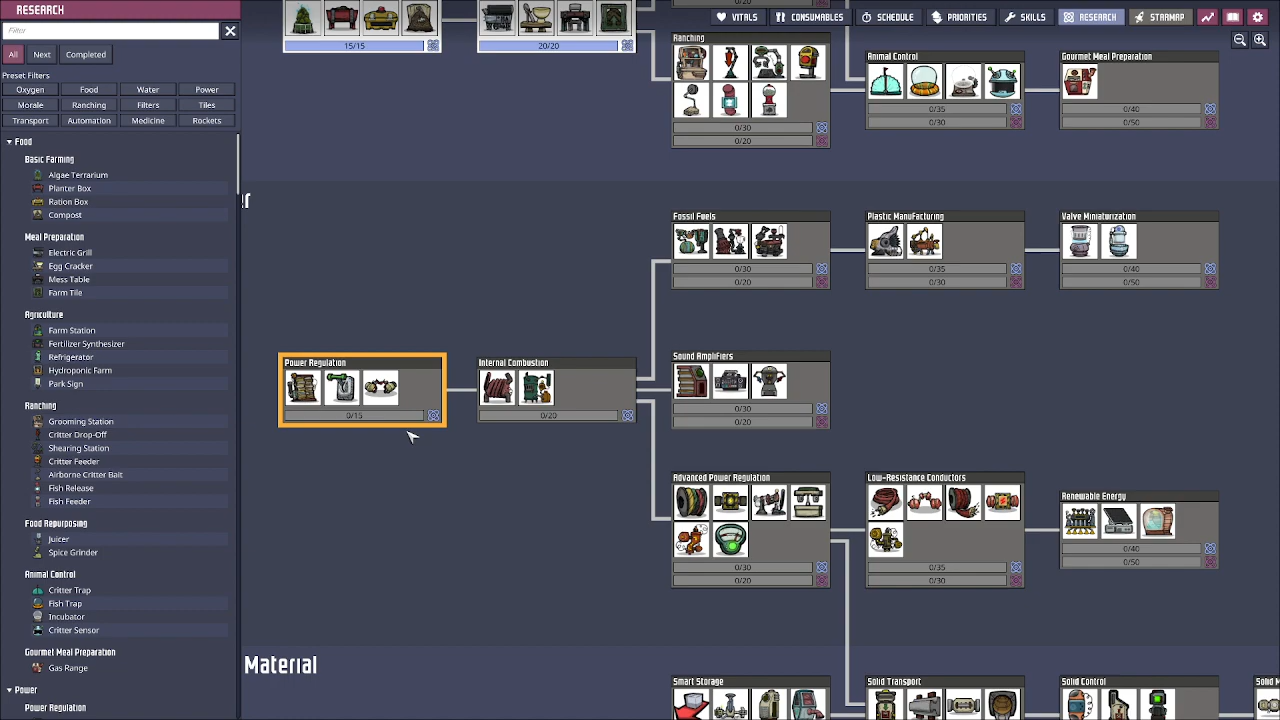 RESEARCH
Filter
All
Next
Completed
Preset Filters
Oxygen
Food
Water
Power
Morale
Ranching
Filters
Tiles
Transport
Automation
Medicine
Rockets
Food
Basic Farming
Algae Terrarium
Planter Box
Ration Box
Compost
Meal Preparation
Electric Grill
Egg Cracker
Mess Table
Farm Tile
Agriculture
Farm Station
Fertilizer Synthesizer
Refrigerator
Hydroponic Farm
Park Sign
Ranching
Grooming Station
Critter Drop-Off
Shearing Station
Critter Feeder
Airborne Critter Bait
Fish Release
Fish Feeder
Food Repurposing
Juicer
Spice Grinder
Animal Control
Critter Trap
Fish Trap
Incubator
Critter Sensor
Gourmet Meal Preparation
Gas Range
Power
Power Regulation
VITALS
CONSUMABLES
SCHEDULE
PRIORITIES
SKILLS
RESEARCH
STARMAP
15/15
20/20
Ranching
0/30
0/20
Animal Control
0/35
0/30
Gourmet Meal Preparation
0/40
0/50
er
Fossil Fuels
0/30
0/20
Plastic Manufacturing
0/35
0/30
Valve Miniaturization
0/40
0/50
Power Regulation
0/15
Internal Combustion
0/20
Sound Amplifiers
0/30
0/20
Advanced Power Regulation
0/30
0/20
Low-Resistance Conductors
0/35
0/30
Renewable Energy
0/40
0/50
Material
Smart Storage
Solid Transport
Solid Control
Solid M